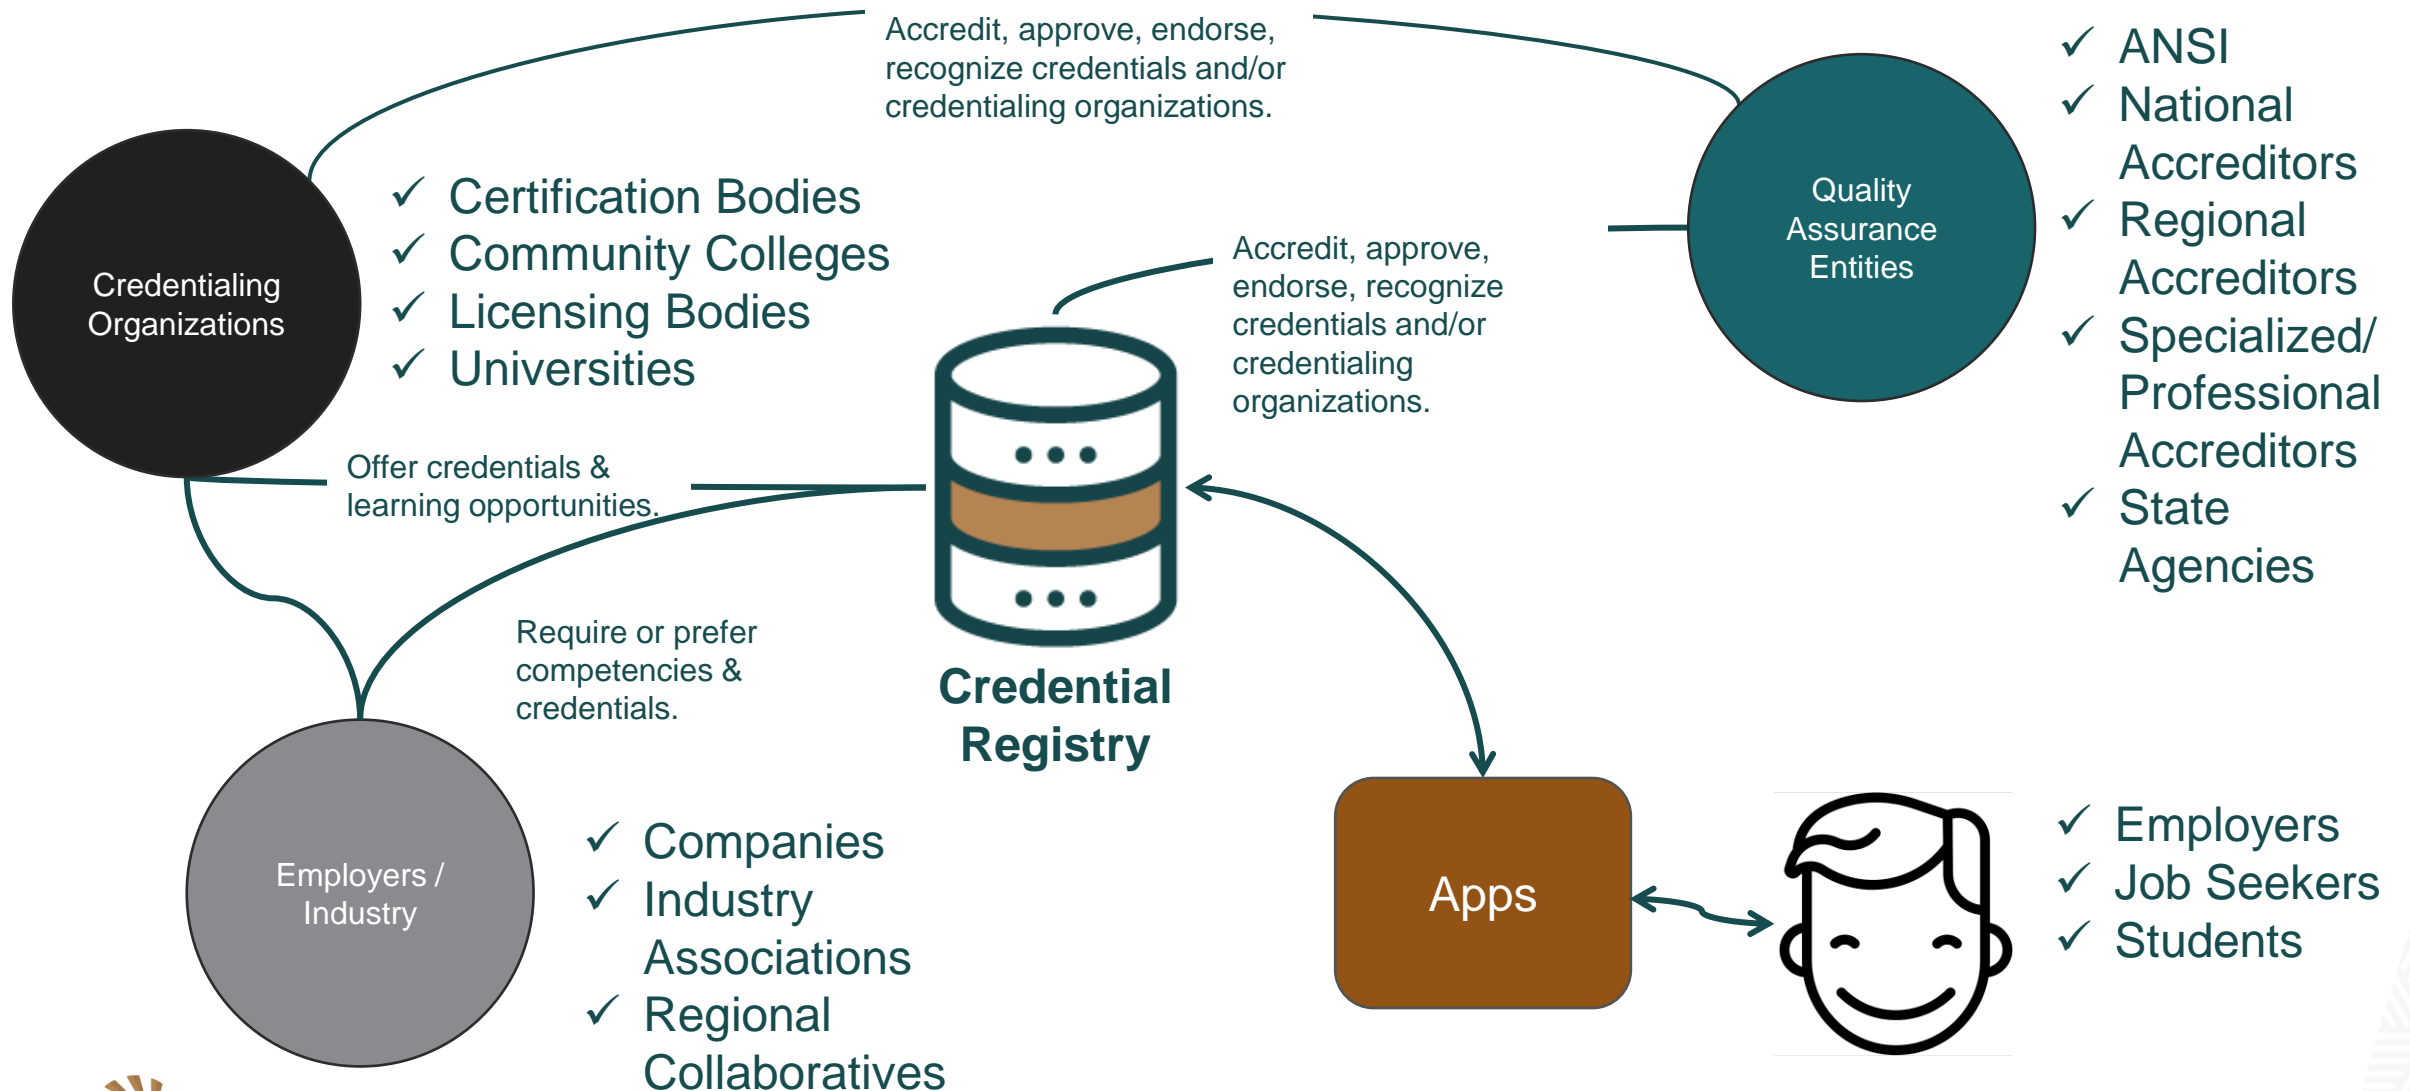 Accredit, approve, endorse,
recognize credentials and/or
credentialing organizations.
Credentialing
Organizations
✓ Certification Bodies
✓ Community Colleges
✓ Licensing Bodies
✓ Universities
Quality
Assurance
Entities
✓ ANSI
✓ National
Accreditors
✓ Regional
Accreditors
✓ Specialized/
Professional
Accreditors
✓ State
Agencies
Accredit, approve,
endorse, recognize
credentials and/or
credentialing
organizations.
Offer credentials &
learning opportunities.
Require or prefer
competencies &
credentials.
Credential
Registry
Employers /
Industry
✓ Companies
✓ Industry
Associations
✓ Regional
Collaboratives
Apps
✓ Employers
✓ Job Seekers
✓ Students